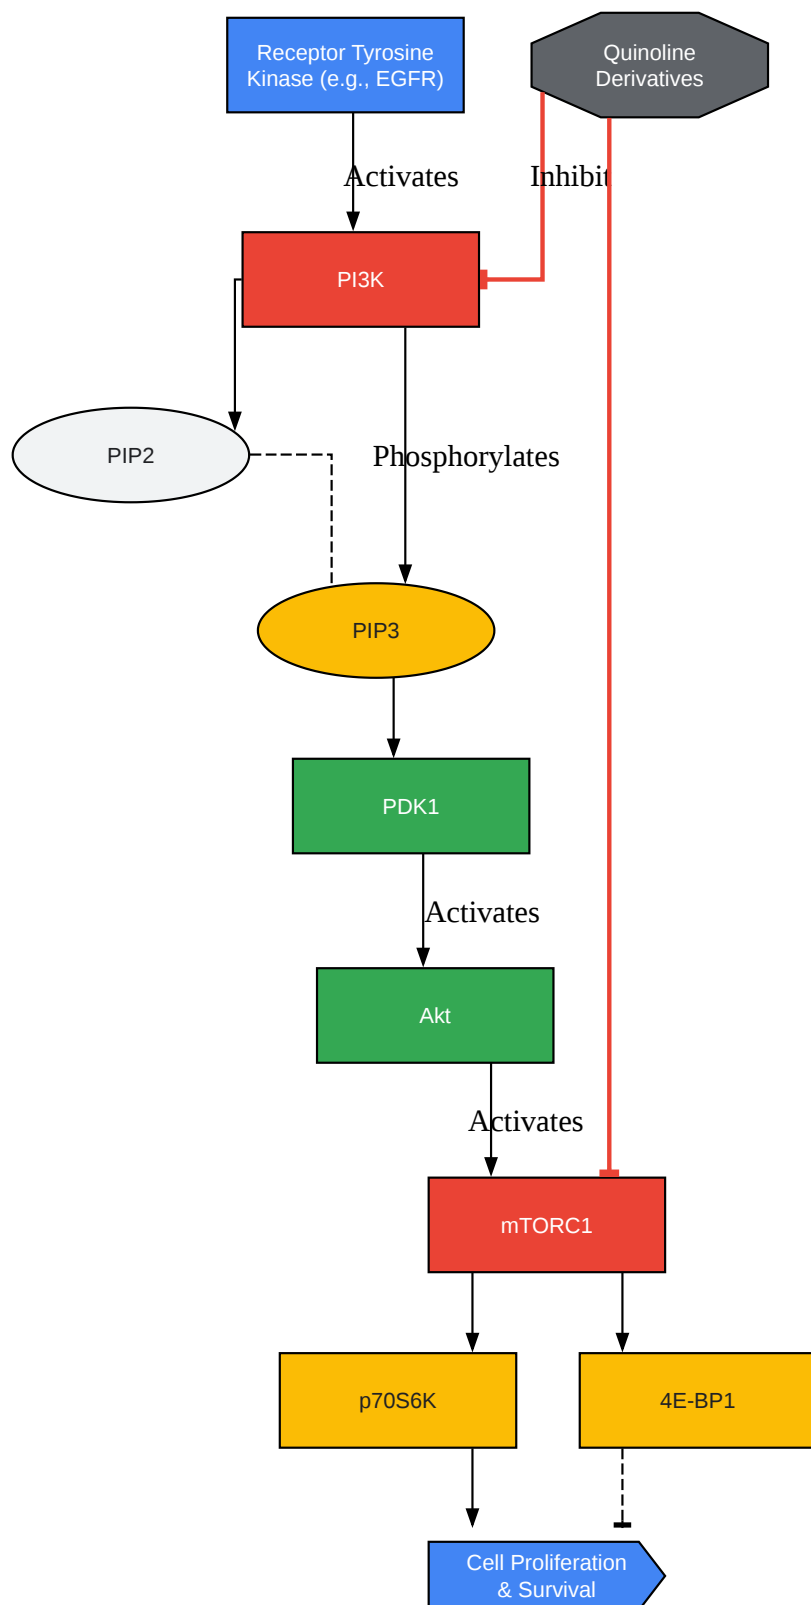 Receptor Tyrosine
Kinase (e.g., EGFR)
Quinoline
Derivatives
Activates
Inhibit
PI3K
PIP2
Phosphorylates
PIP3
PDK1
Activates
Akt
Activates
mTORC1
p70S6K
4E-BP1
Cell Proliferation
& Survival